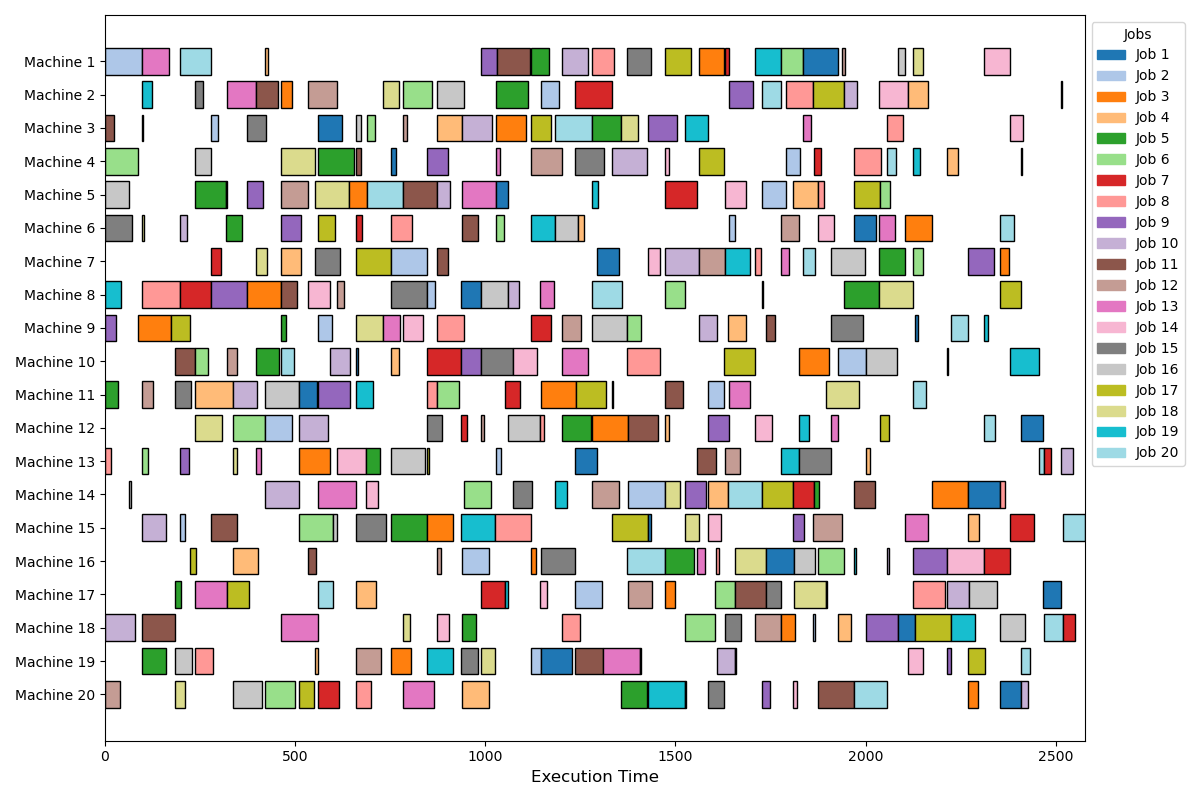 Machine 1
Machine 2
Machine 3
Machine 4
Machine 5
Machine 6
Machine 7
Machine 8
Machine 9
Machine 10
Machine 11
Machine 12
Machine 13
Machine 14
Machine 15
Machine 16
Machine 17
Machine 18
Machine 19
Machine 20
0 500 1000 1500 2000 2500
Execution Time
Jobs
Job 1
Job 2
Job 3
Job 4
Job 5
Job 6
Job 7
Job 8
Job 9
Job 10
Job 11
Job 12
Job 13
Job 14
Job 15
Job 16
Job 17
Job 18
Job 19
Job 20